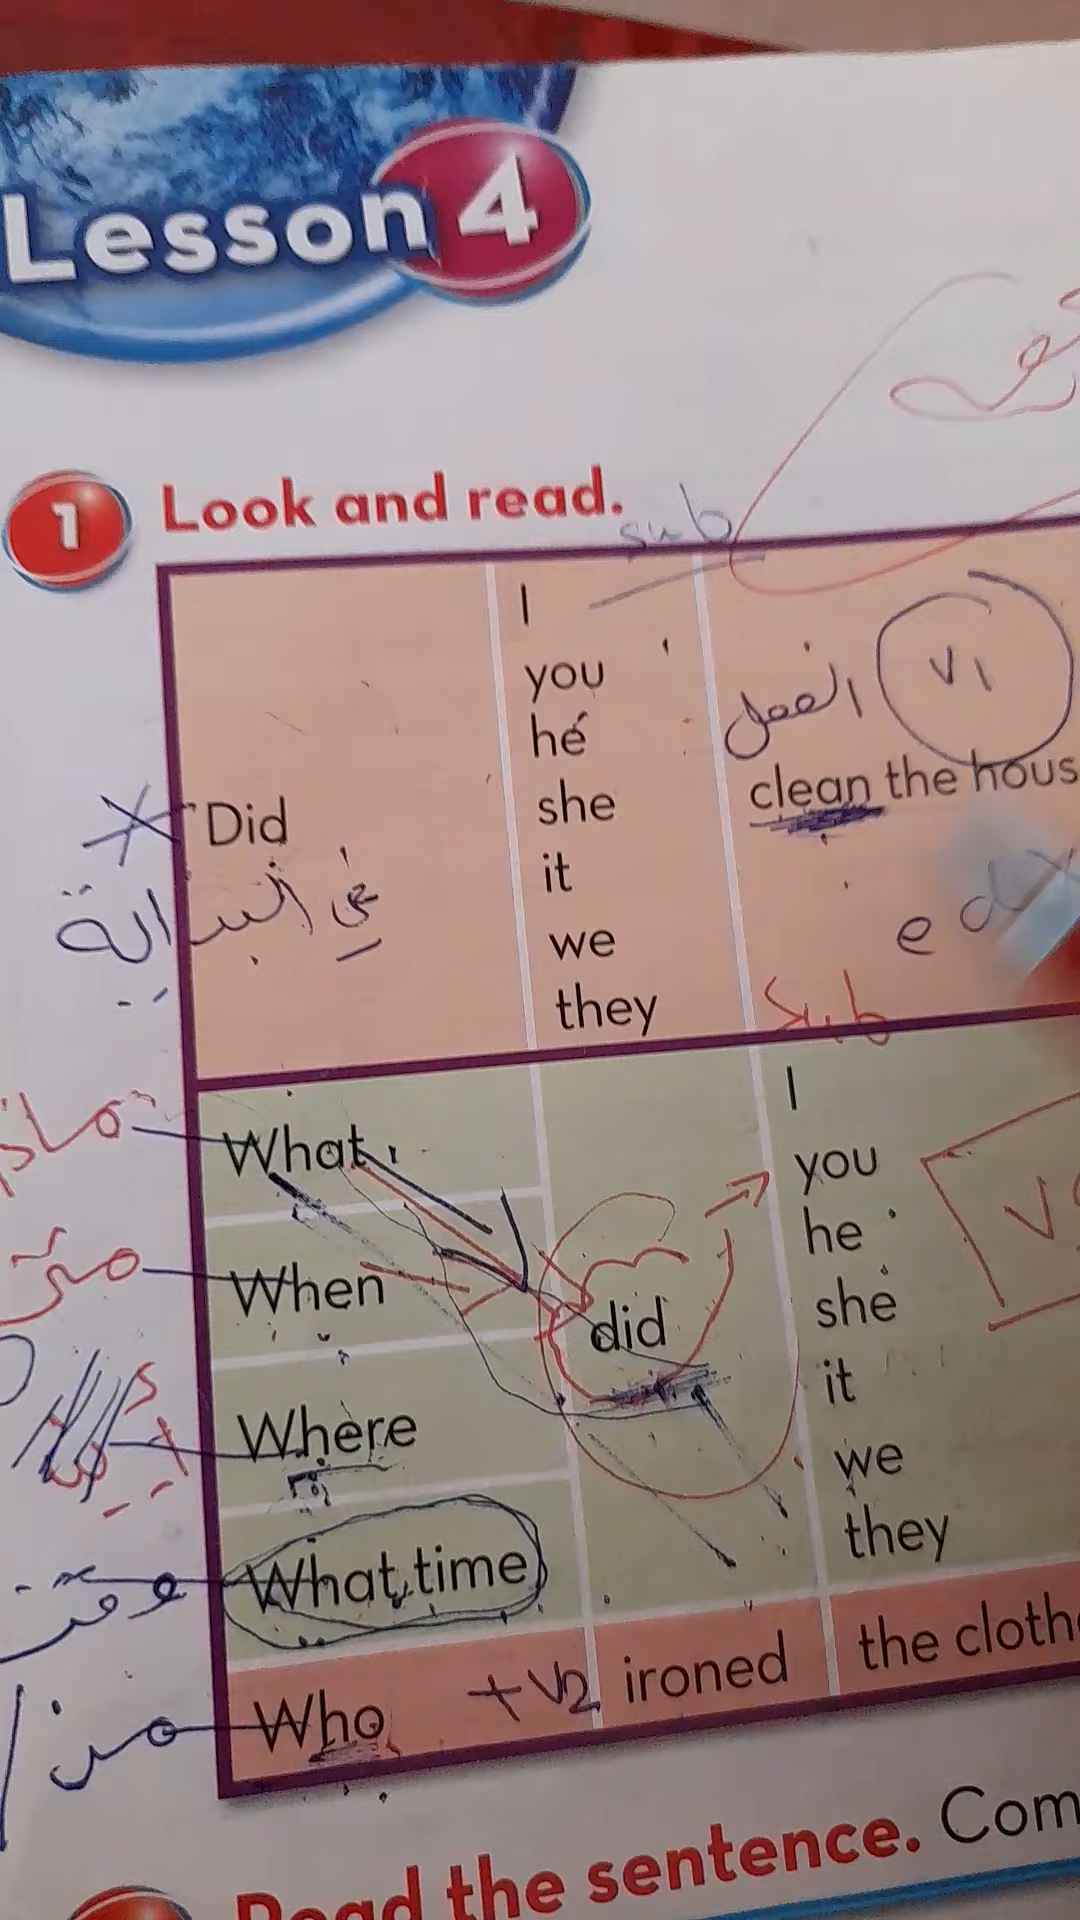 Lesson 4
1 Look and read.
sub
I
you
he
she
it
we
they
الفعل V1
Did
في البداية
clean the hous
ed x
sub
What
When
Where
What time
did
I
you
he
she
it
we
they
متى
وقت
من
Who + V2 ironed the cloth
Read the sentence. Com